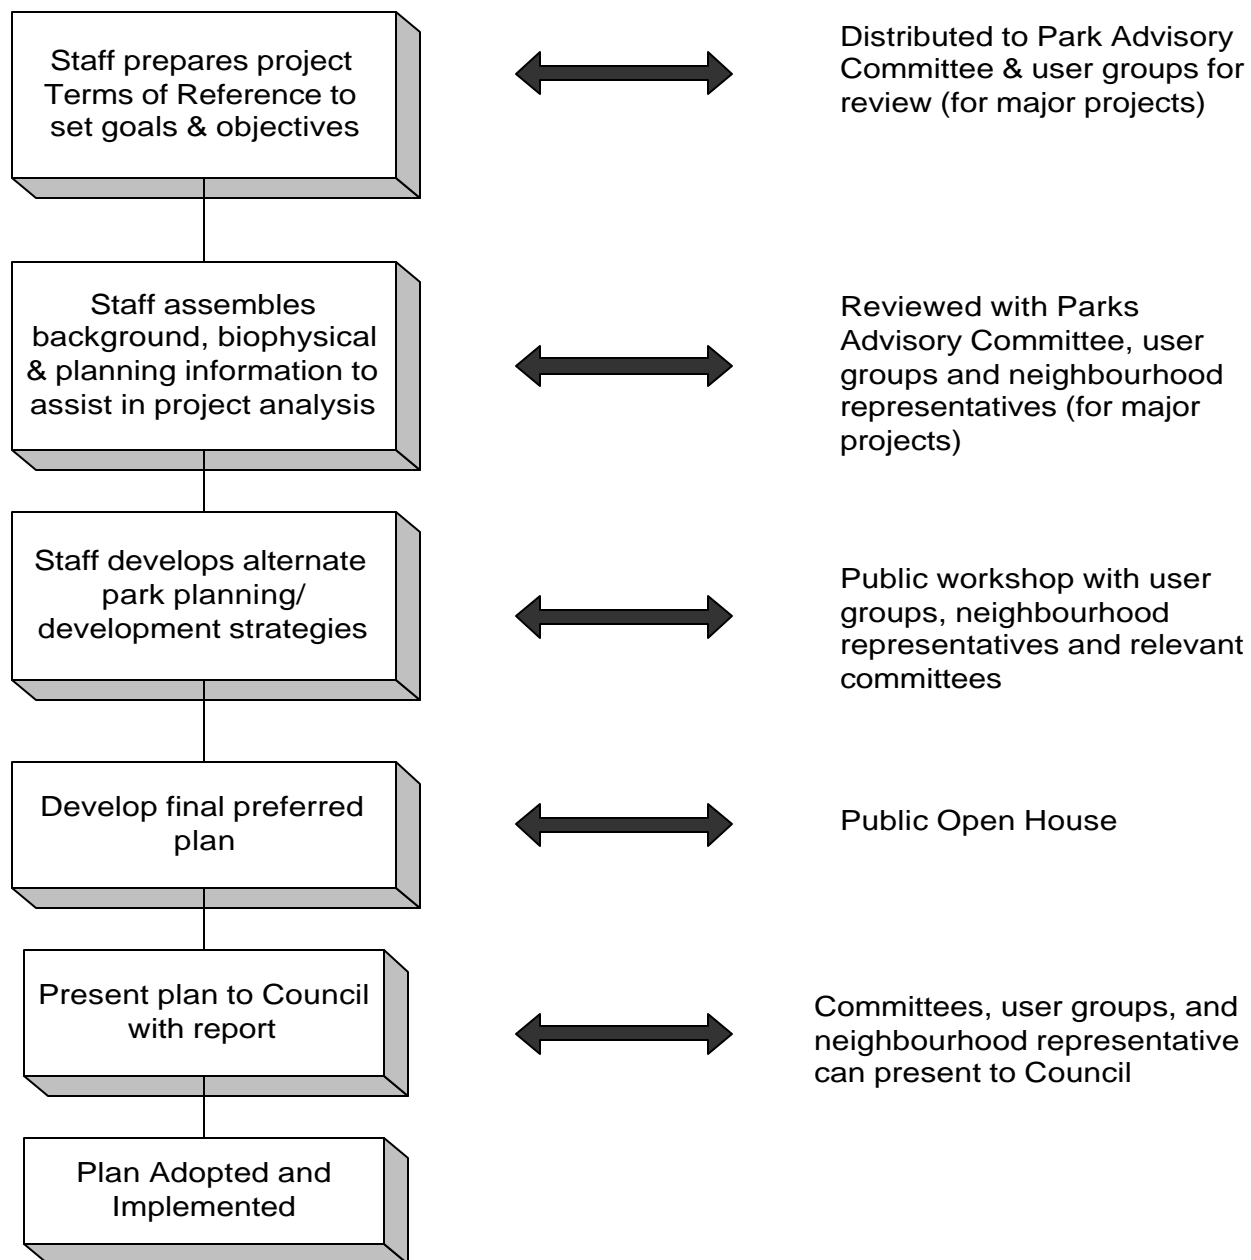 Staff prepares project
Terms of Reference to
set goals & objectives
Distributed to Park Advisory
Committee & user groups for
review (for major projects)
Staff assembles
background, biophysical
& planning information to
assist in project analysis
Reviewed with Parks
Advisory Committee, user
groups and neighbourhood
representatives (for major
projects)
Staff develops alternate
park planning/
development strategies
Public workshop with user
groups, neighbourhood
representatives and relevant
committees
Develop final preferred
plan
Public Open House
Present plan to Council
with report
Committees, user groups, and
neighbourhood representative
can present to Council
Plan Adopted and
Implemented